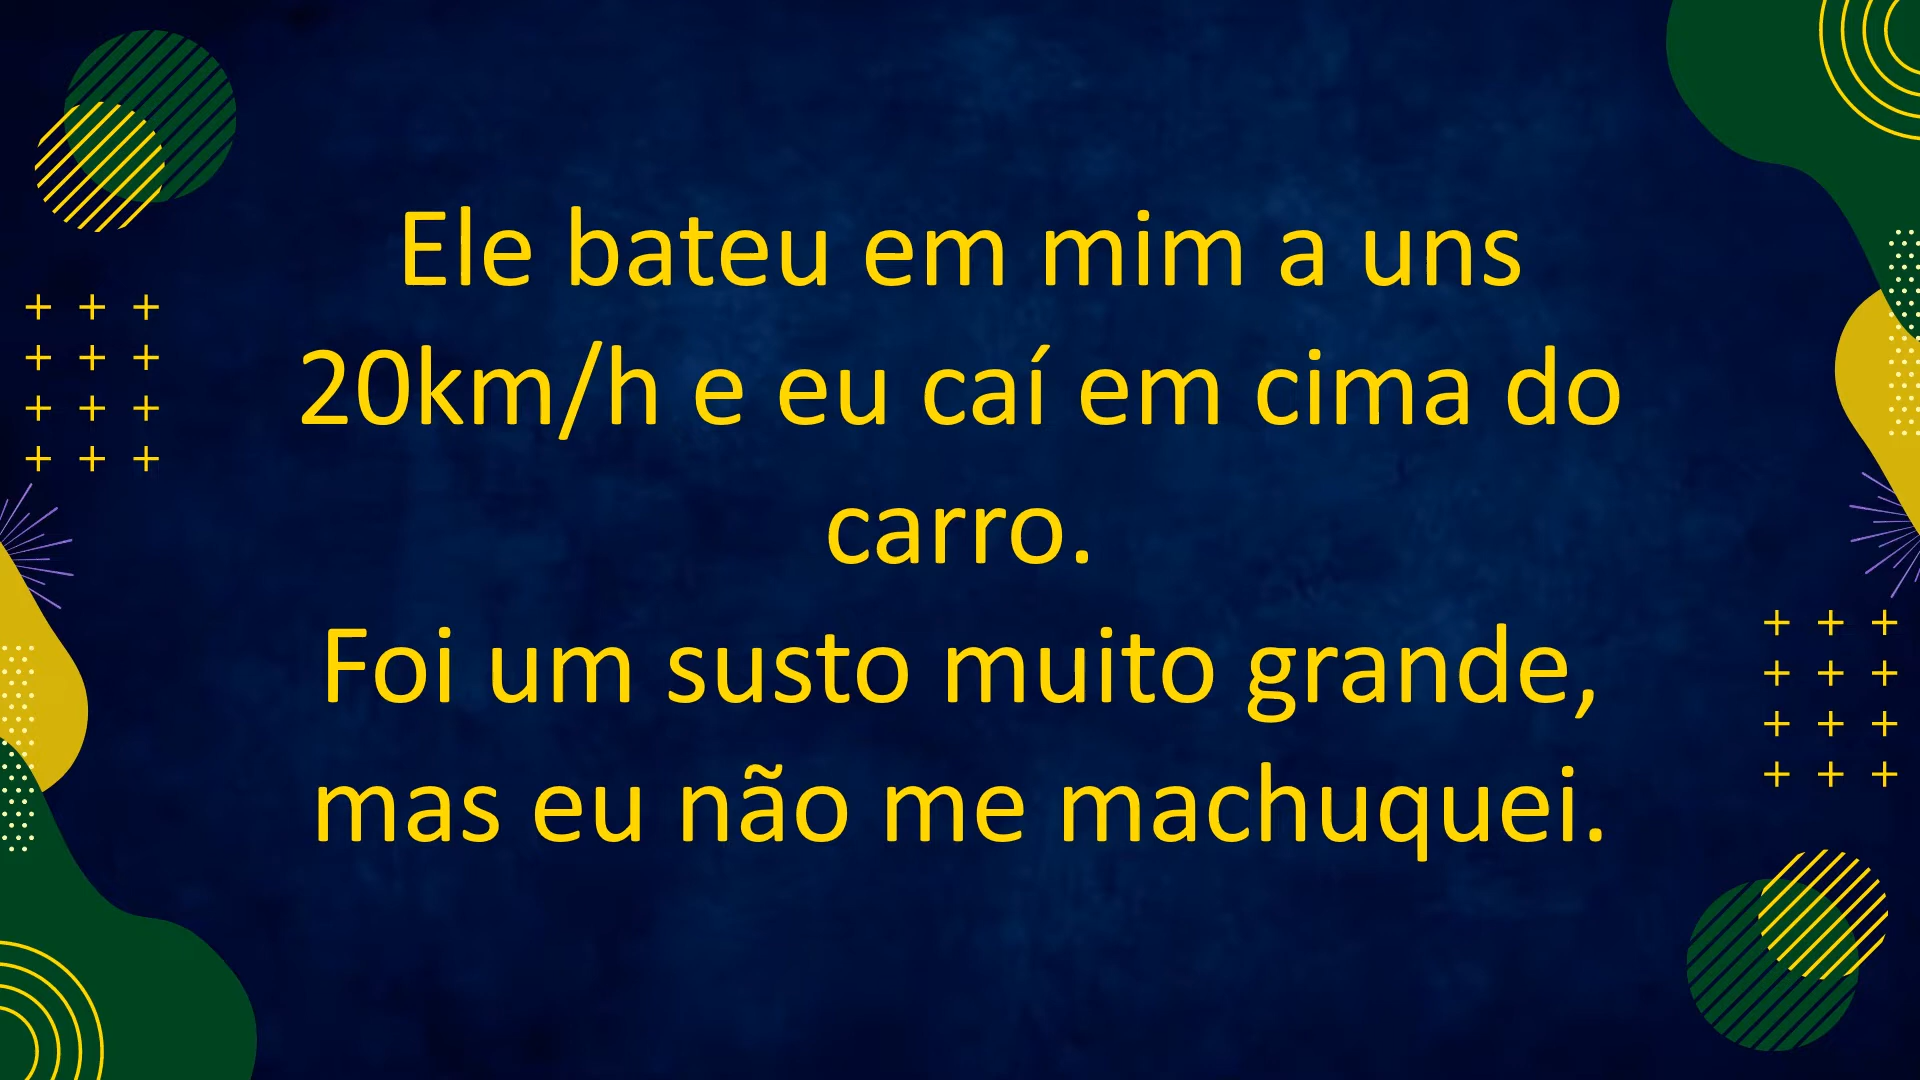 Ele bateu em mim a uns
20km/h e eu caí em cima do
carro.
Foi um susto muito grande,
mas eu não me machuquei.